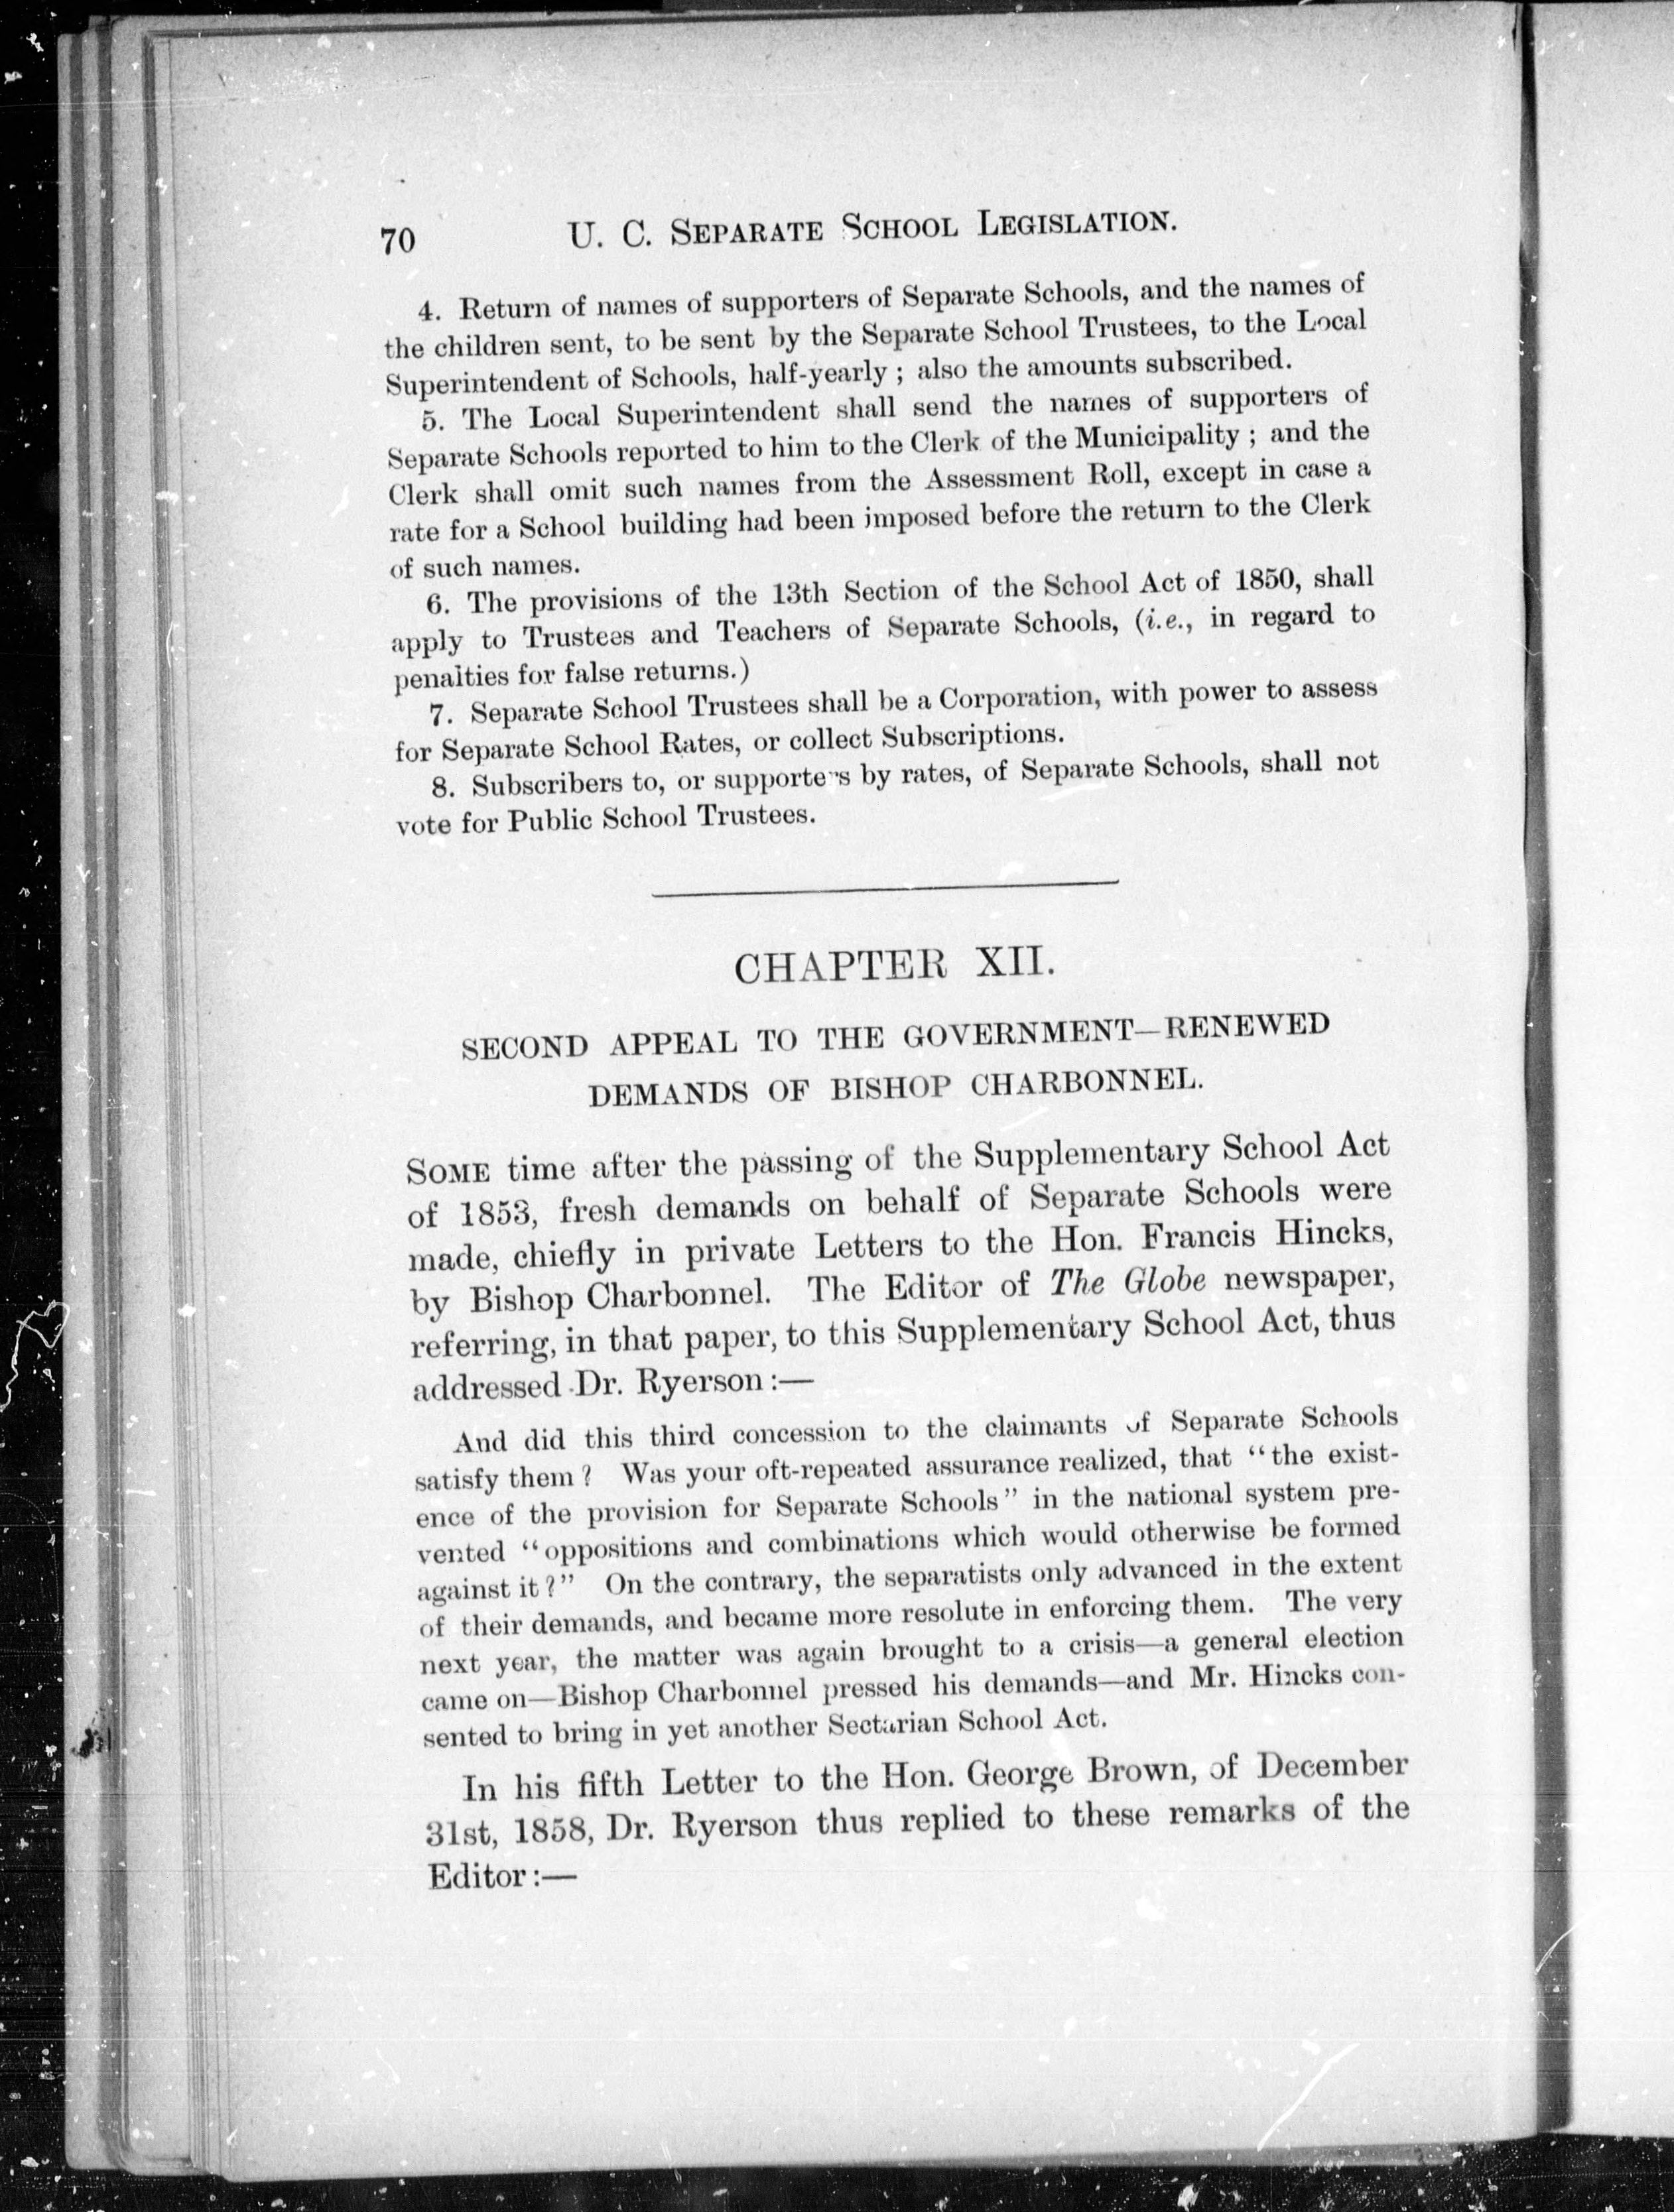 70 U. C. SEPARATE SCHOOL LEGISLATION.
4. Return of names of supporters of Separate Schools, and the names of
the children sent, to be sent by the Separate School Trustees, to the Local
Superintendent of Schools, half-yearly ; also the amounts subscribed.
5. The Local Superintendent shall send the names of supporters of
Separate Schools reported to him to the Clerk of the Municipality ; and the
Clerk shall omit such names from the Assessment Roll, except in case a
rate for a School building had been imposed before the return to the Clerk
of such names.
6. The provisions of the 13th Section of the School Act of 1850, shall
apply to Trustees and Teachers of Separate Schools, (i.e., in regard to
penalties for false returns.)
7. Separate School Trustees shall be a Corporation, with power to assess
for Separate School Rates, or collect Subscriptions.
8. Subscribers to, or supporters by rates, of Separate Schools, shall not
vote for Public School Trustees.
CHAPTER XII.
SECOND APPEAL TO THE GOVERNMENT—RENEWED
DEMANDS OF BISHOP CHARBONNEL.
SOME time after the passing of the Supplementary School Act
of 1853, fresh demands on behalf of Separate Schools were
made, chiefly in private Letters to the Hon. Francis Hincks,
by Bishop Charbonnel. The Editor of The Globe newspaper,
referring, in that paper, to this Supplementary School Act, thus
addressed Dr. Ryerson :—
And did this third concession to the claimants of Separate Schools
satisfy them ? Was your oft-repeated assurance realized, that “the exist-
ence of the provision for Separate Schools” in the national system pre-
vented “oppositions and combinations which would otherwise be formed
against it ?” On the contrary, the separatists only advanced in the extent
of their demands, and became more resolute in enforcing them. The very
next year, the matter was again brought to a crisis—a general election
came on—Bishop Charbonnel pressed his demands—and Mr. Hincks con-
sented to bring in yet another Sectarian School Act.
In his fifth Letter to the Hon. George Brown, of December
31st, 1858, Dr. Ryerson thus replied to these remarks of the
Editor :—